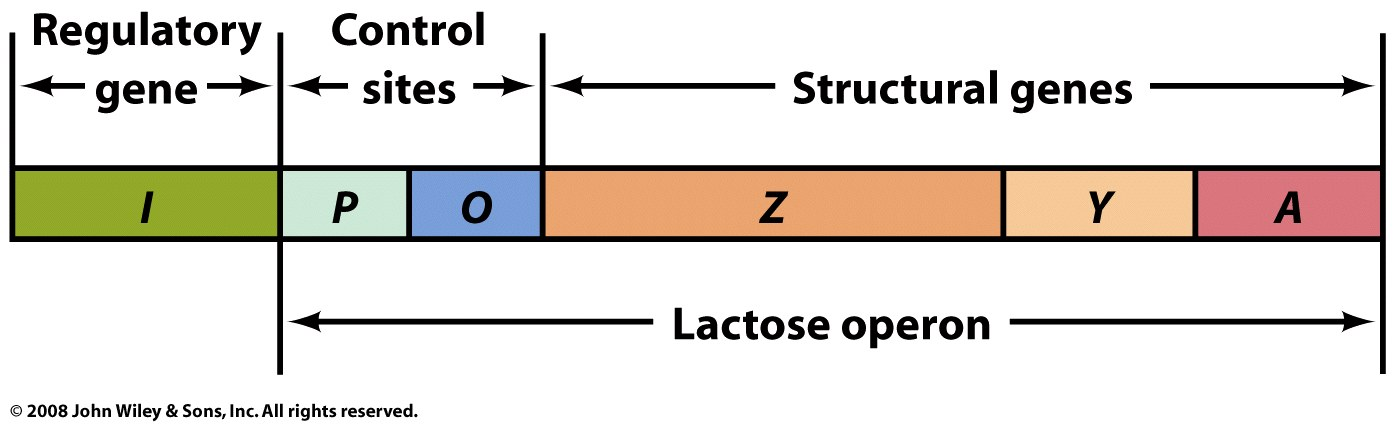 Regulatory
gene
Control
sites
Structural genes
I P O Z Y A
Lactose operon
© 2008 John Wiley & Sons, Inc. All rights reserved.